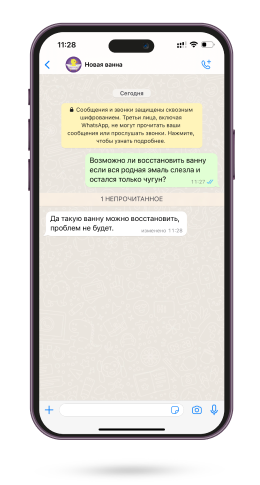 11:28
Новая ванна
Сегодня
Сообщения и звонки защищены сквозным
шифрованием. Третьи лица, включая
WhatsApp, не могут прочитать ваши
сообщения или прослушать звонки. Нажмите,
чтобы узнать подробнее.
Возможно ли восстановить ванну
если вся родная эмаль слезла и
остался только чугун?
11:27
1 НЕПРОЧИТАННОЕ
Да такую ванну можно восстановить,
проблем не будет.
изменено 11:28